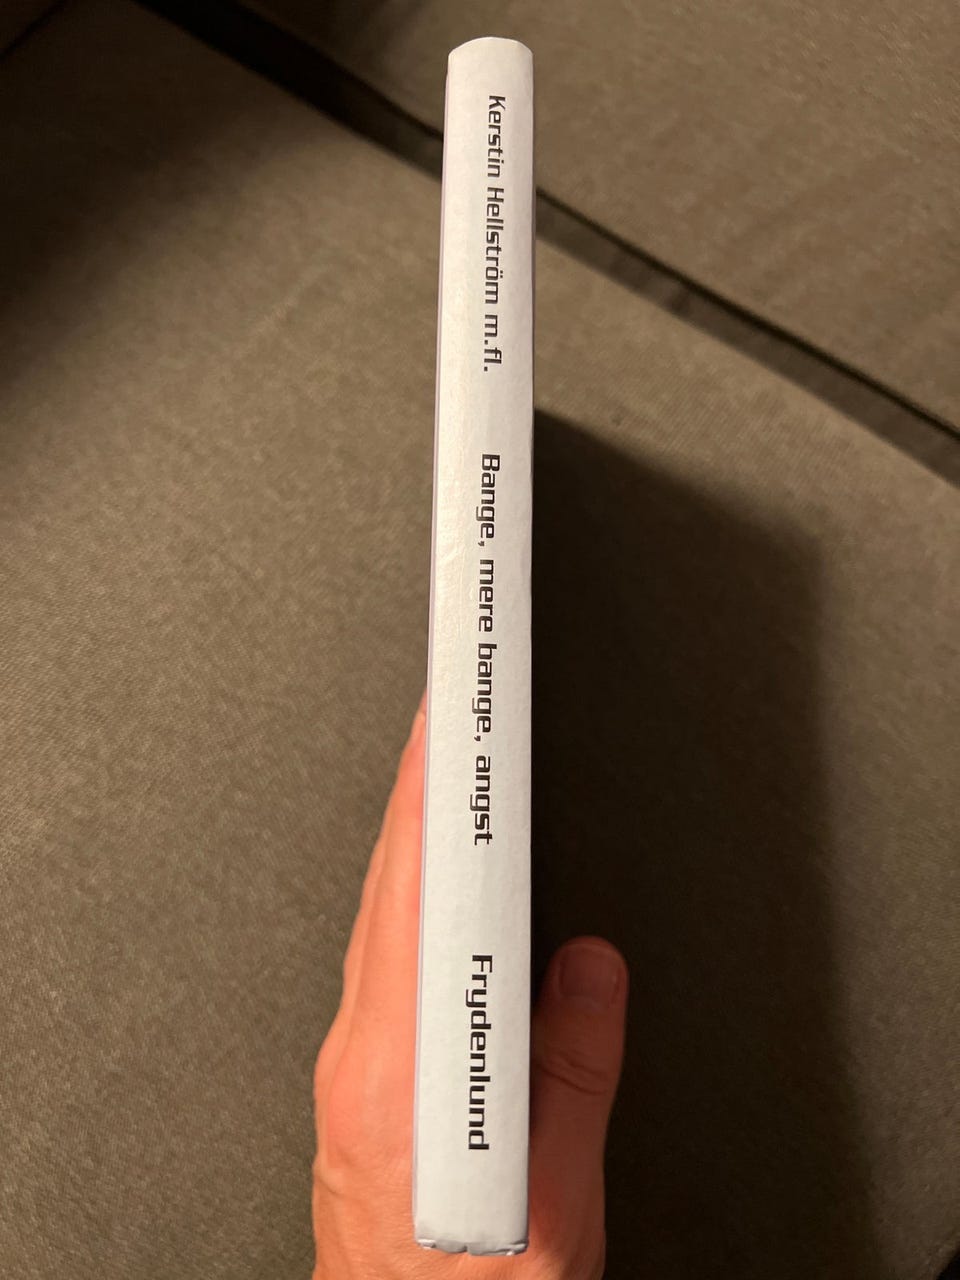 Kerstin Hellström m.fl.
Bange, mere bange, angst
Frydenlund